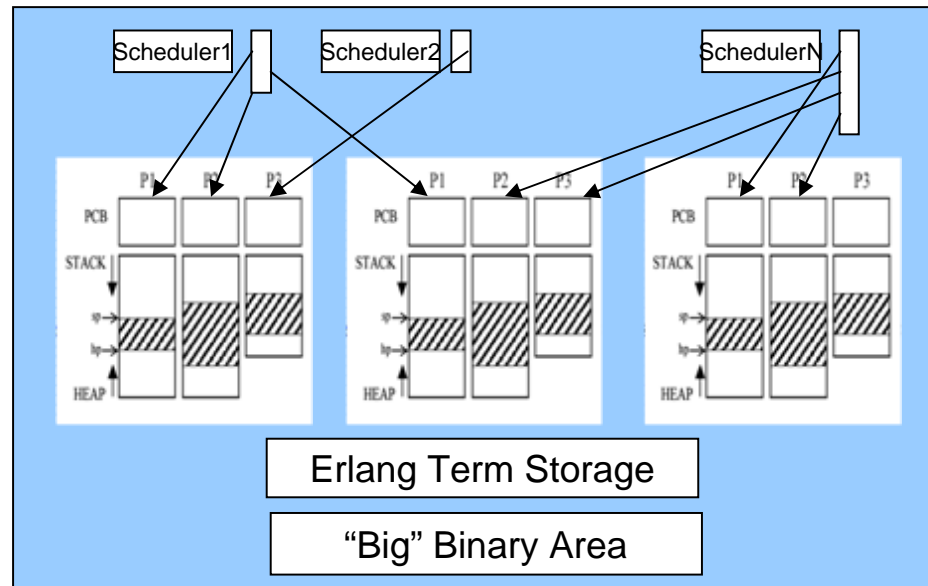 Scheduler1
Scheduler2
SchedulerN
P1 P2 P3
PCB
STACK
sp
hp
HEAP
P1 P2 P3
PCB
STACK
sp
hp
HEAP
P1 P2 P3
PCB
STACK
sp
hp
HEAP
Erlang Term Storage
“Big” Binary Area